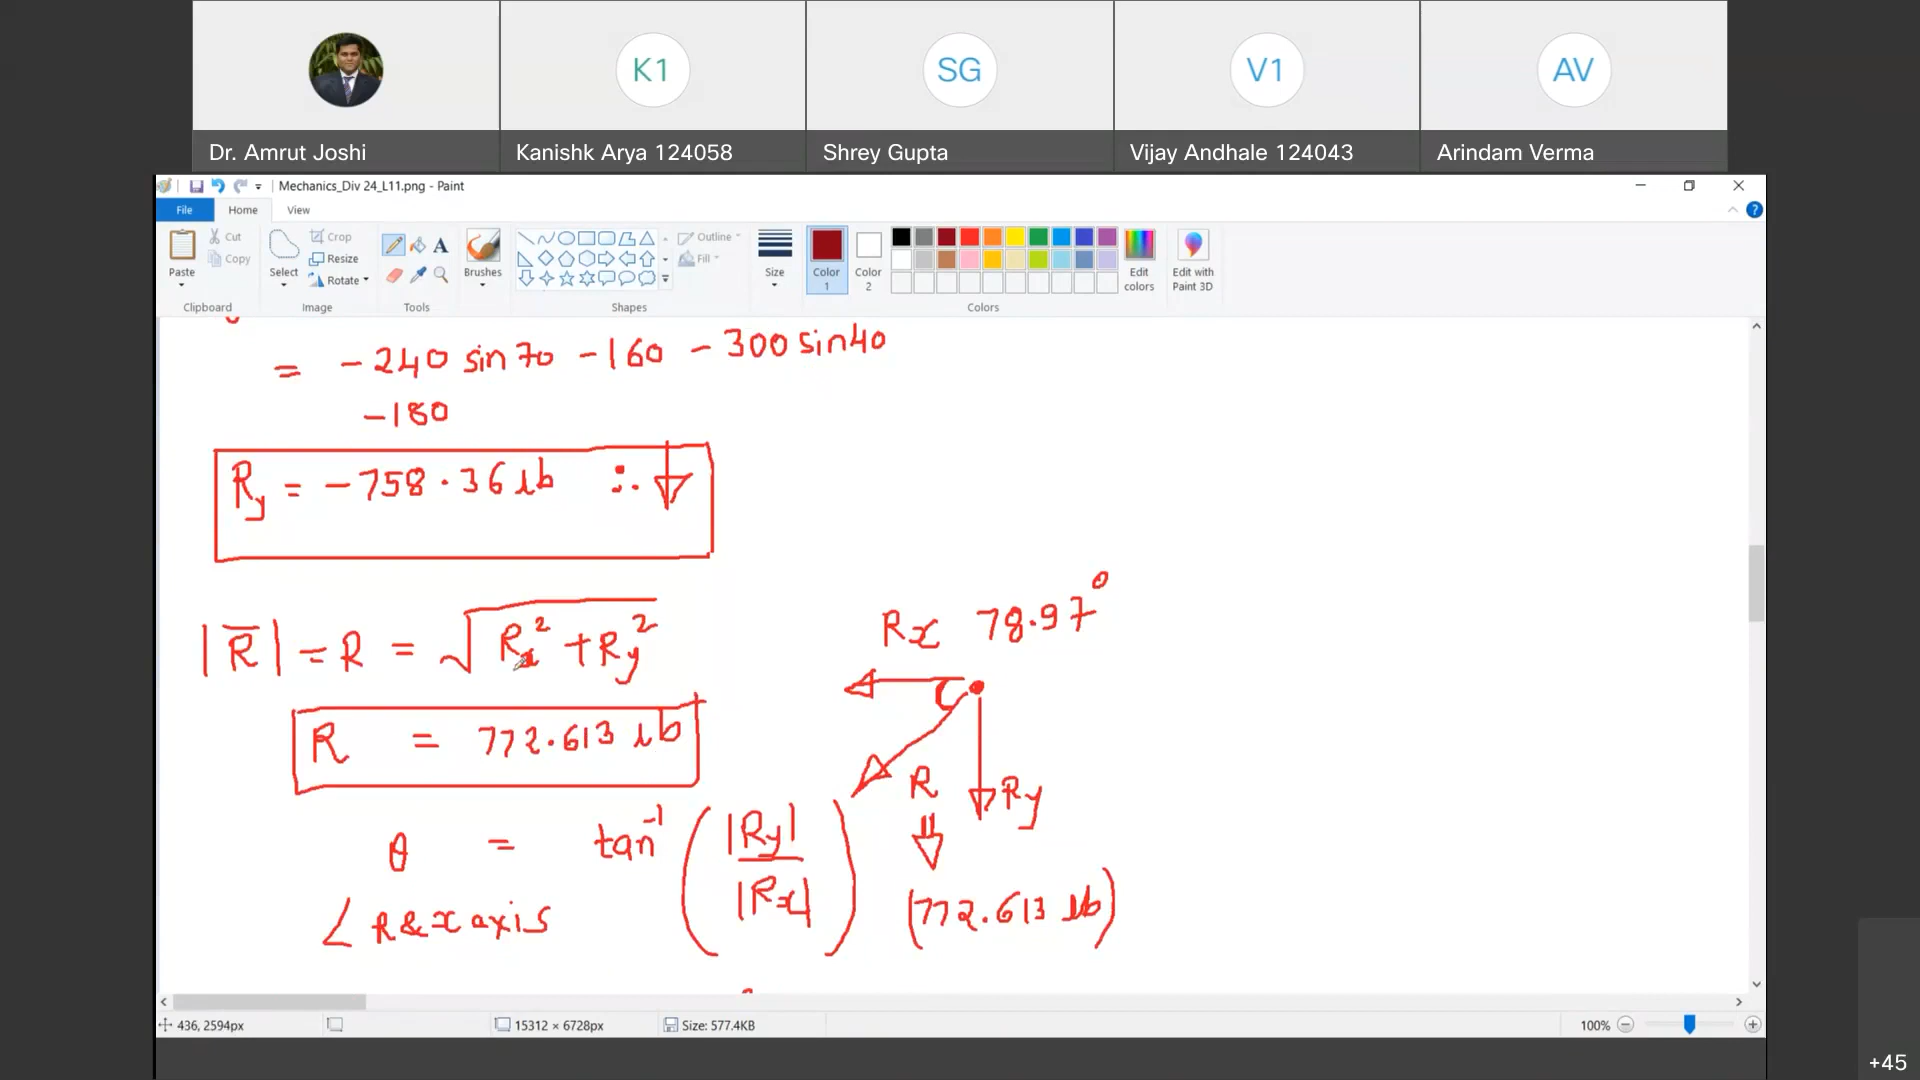 K1
SG
V1
AV
Dr. Amrut Joshi
Kanishk Arya 124058
Shrey Gupta
Vijay Andhale 124043
Arindam Verma
Mechanics_Div 24_L11.png - Paint
File
Home
View
Paste
Cut
Copy
Clipboard
Select
Crop
Resize
Rotate
Image
A
Tools
Brushes
Outline
Fill
Shapes
Size
Color 1
Color 2
Edit colors
Edit with Paint 3D
Colors
= - 240 sin 70 - 160 - 300 sin40
- 180
Ry = - 758.36 lb ∴ ↓
|R̅| = R = √(Rx² + Ry²)
R = 772.613 lb
Rx 78.97°
R
Ry
(772.613 lb)
θ = tan⁻¹ (|Ry| / |Rx|)
∠ R & x axis
436, 2594px
15312 × 6728px
Size: 577.4KB
100%
+45